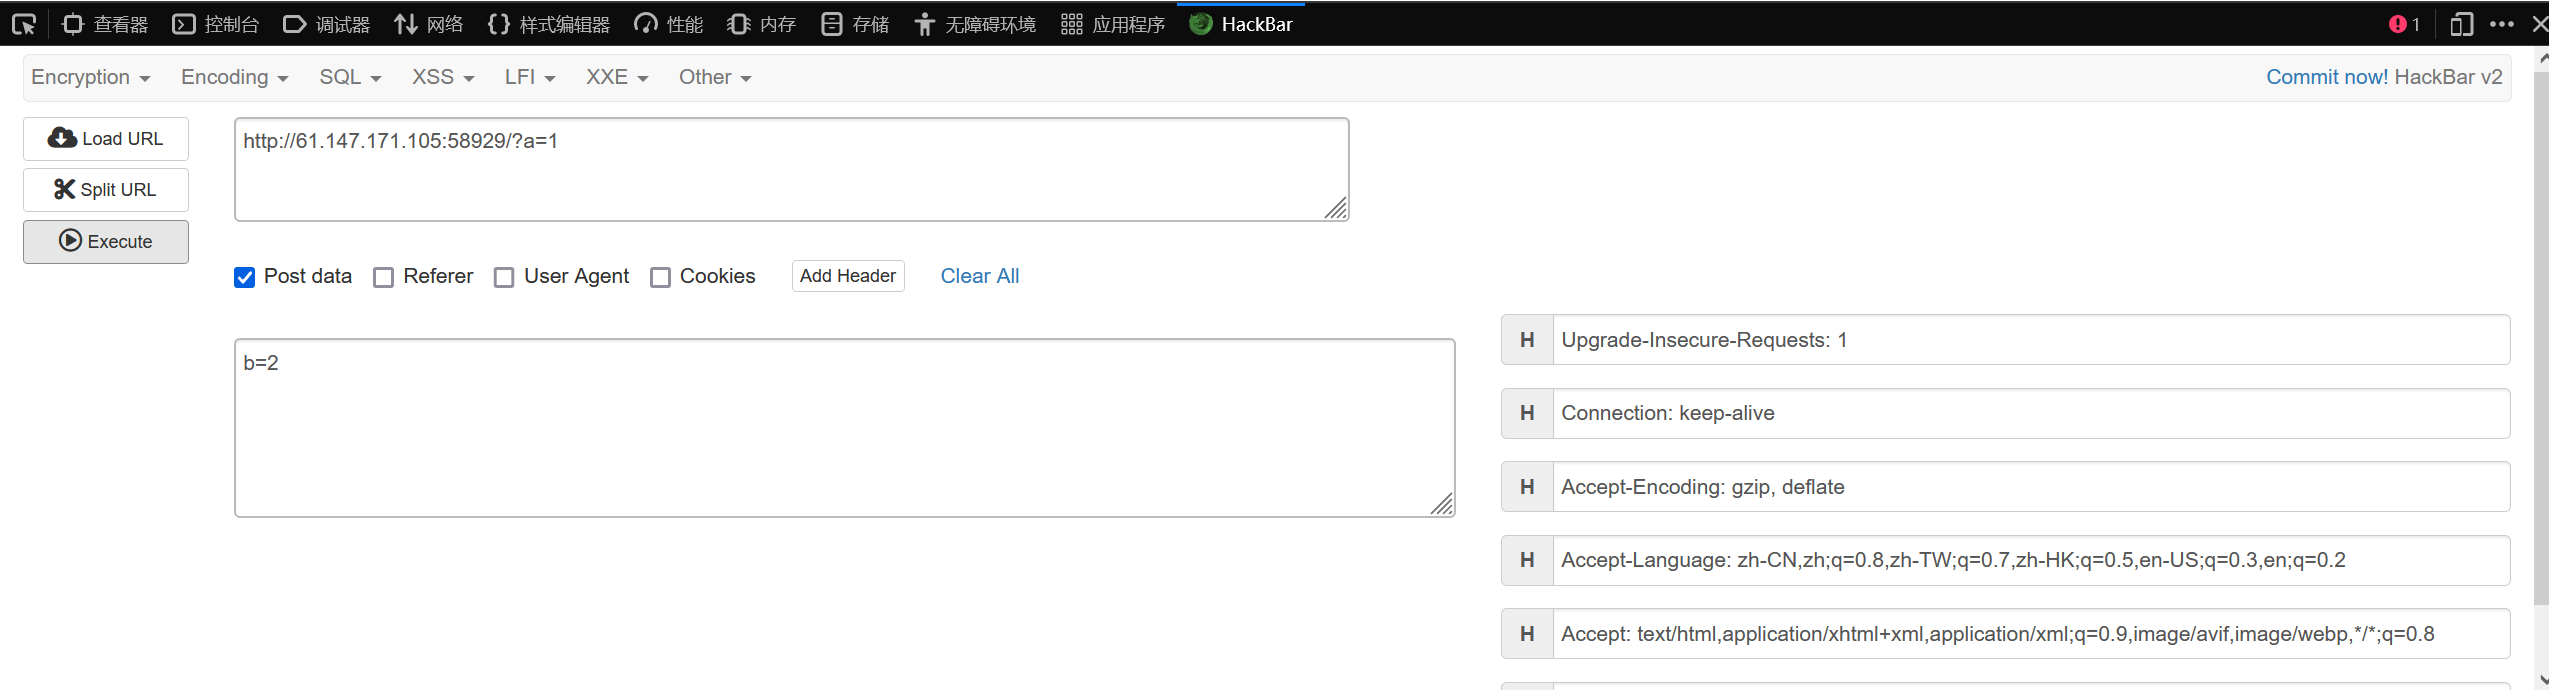 查看器 控制台 调试器 网络 样式编辑器 性能 内存 存储 无障碍环境 应用程序 HackBar 1
Encryption Encoding SQL XSS LFI XXE Other Commit now! HackBar v2
Load URL
http://61.147.171.105:58929/?a=1
Split URL
Execute
Post data Referer User Agent Cookies Add Header Clear All
b=2
H Upgrade-Insecure-Requests: 1
H Connection: keep-alive
H Accept-Encoding: gzip, deflate
H Accept-Language: zh-CN,zh;q=0.8,zh-TW;q=0.7,zh-HK;q=0.5,en-US;q=0.3,en;q=0.2
H Accept: text/html,application/xhtml+xml,application/xml;q=0.9,image/avif,image/webp,*/*;q=0.8